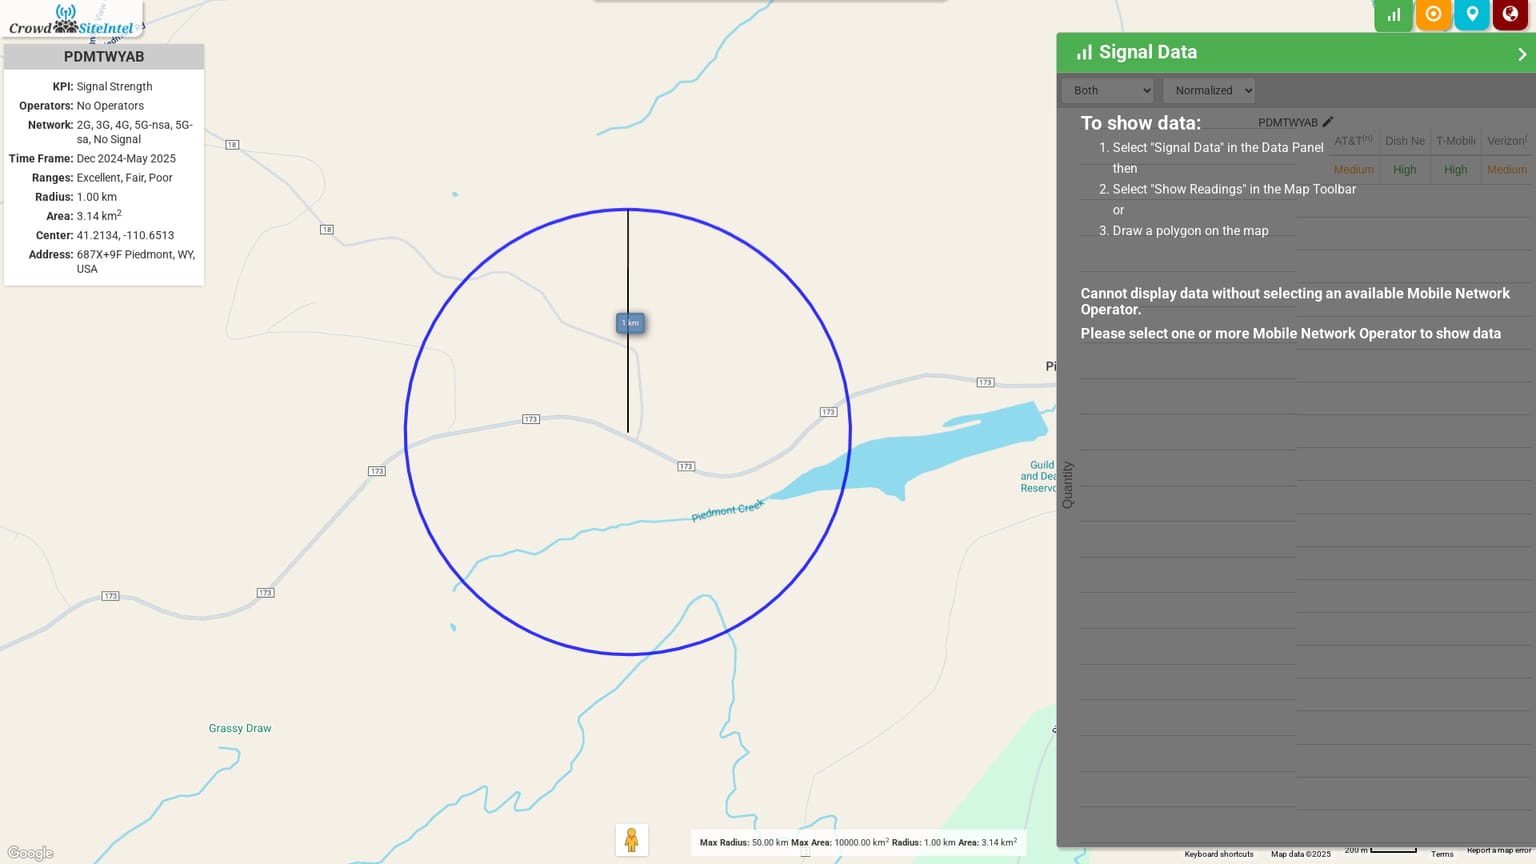 Crowd SiteIntel
PDMTWYAB
KPI: Signal Strength
Operators: No Operators
Network: 2G, 3G, 4G, 5G-nsa, 5G-
sa, No Signal
Time Frame: Dec 2024-May 2025
Ranges: Excellent, Fair, Poor
Radius: 1.00 km
Area: 3.14 km²
Center: 41.2134, -110.6513
Address: 687X+9F Piedmont, WY,
USA
18
18
1 km
173
173
173
173
173
173
173
Piedmont Creek
Guild
and Dea
Reservo
Pi
Grassy Draw
Signal Data
Both
Normalized
To show data:
PDMTWYAB
1. Select "Signal Data" in the Data Panel
then
2. Select "Show Readings" in the Map Toolbar
or
3. Draw a polygon on the map
AT&T(n) Dish Ne T-Mobile Verizon(
Medium High High Medium
Cannot display data without selecting an available Mobile Network
Operator.
Please select one or more Mobile Network Operator to show data
Quantity
Max Radius: 50.00 km Max Area: 10000.00 km² Radius: 1.00 km Area: 3.14 km²
Google
Keyboard shortcuts Map data ©2025 200 m Terms Report a map error